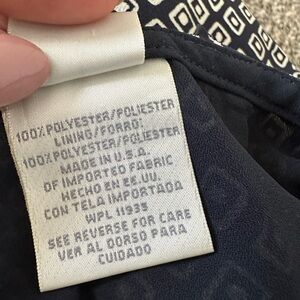 100% POLYESTER/POLIESTER
LINING/FORRO:
100% POLYESTER/POLIESTER
MADE IN U.S.A.
OF IMPORTED FABRIC
HECHO EN EE.UU.
CON TELA IMPORTADA
WPL 11935
SEE REVERSE FOR CARE
VER AL DORSO PARA
CUIDADO